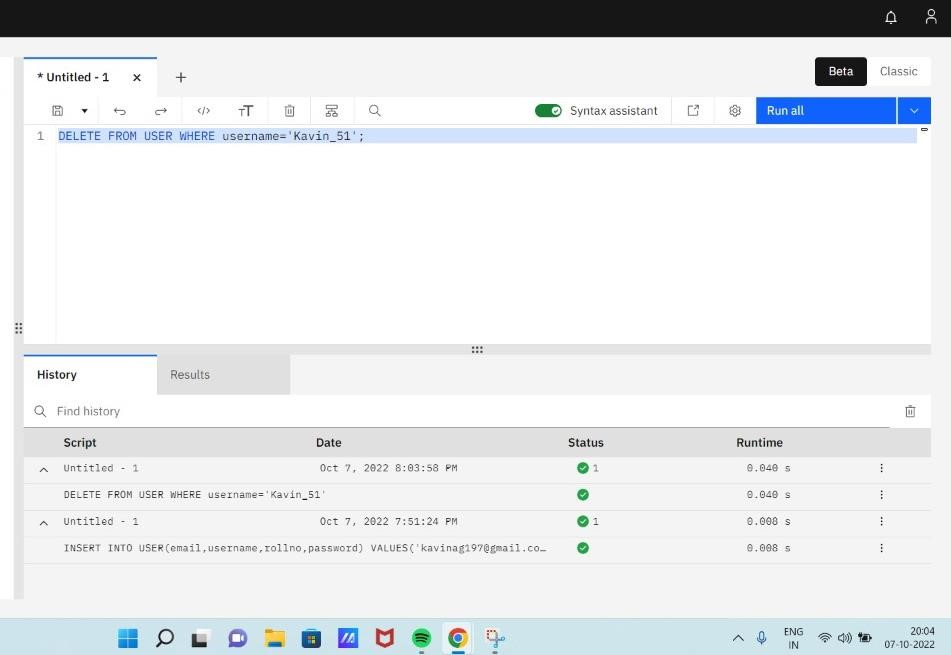 * Untitled - 1
Beta Classic
Syntax assistant Run all
1 DELETE FROM USER WHERE username='Kavin_51';
History Results
Find history
Script Date Status Runtime
Untitled - 1 Oct 7, 2022 8:03:58 PM 1 0.040 s
DELETE FROM USER WHERE username='Kavin_51' 0.040 s
Untitled - 1 Oct 7, 2022 7:51:24 PM 1 0.008 s
INSERT INTO USER(email,username,rollno,password) VALUES('kavinag197@gmail.co… 0.008 s
ENG
IN
20:04
07-10-2022